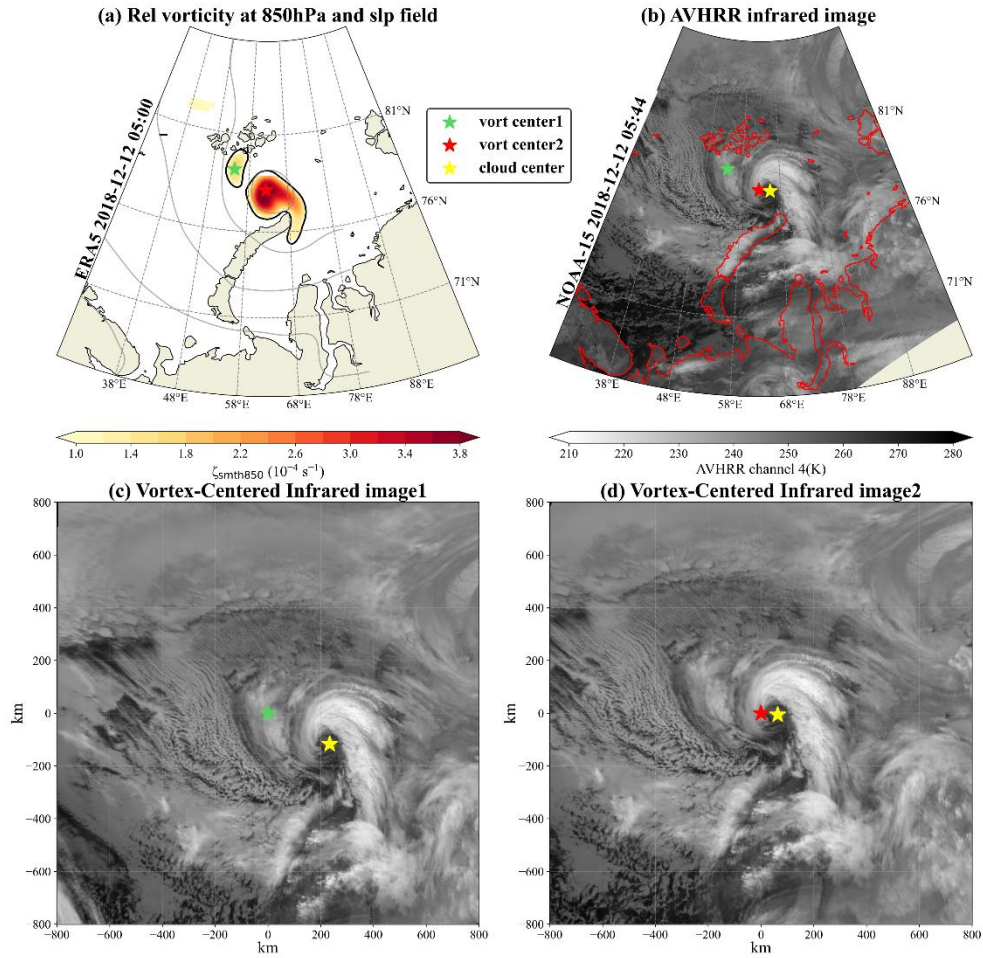 (a) Rel vorticity at 850hPa and slp field
(b) AVHRR infrared image
ERA5 2018-12-12 05:00
81°N
76°N
71°N
38°E
48°E
58°E
68°E
78°E
88°E
vort center1
vort center2
cloud center
NOAA-15 2018-12-12 05:44
81°N
76°N
71°N
38°E
48°E
58°E
68°E
78°E
88°E
1.0 1.4 1.8 2.2 2.6 3.0 3.4 3.8
ζsmth850 (10⁻⁴ s⁻¹)
210 220 230 240 250 260 270 280
AVHRR channel 4(K)
(c) Vortex-Centered Infrared image1
(d) Vortex-Centered Infrared image2
800
600
400
200
0
−200
−400
−600
−800
km
−800 −600 −400 −200 0 200 400 600 800
km
800
600
400
200
0
−200
−400
−600
−800
km
−800 −600 −400 −200 0 200 400 600 800
km